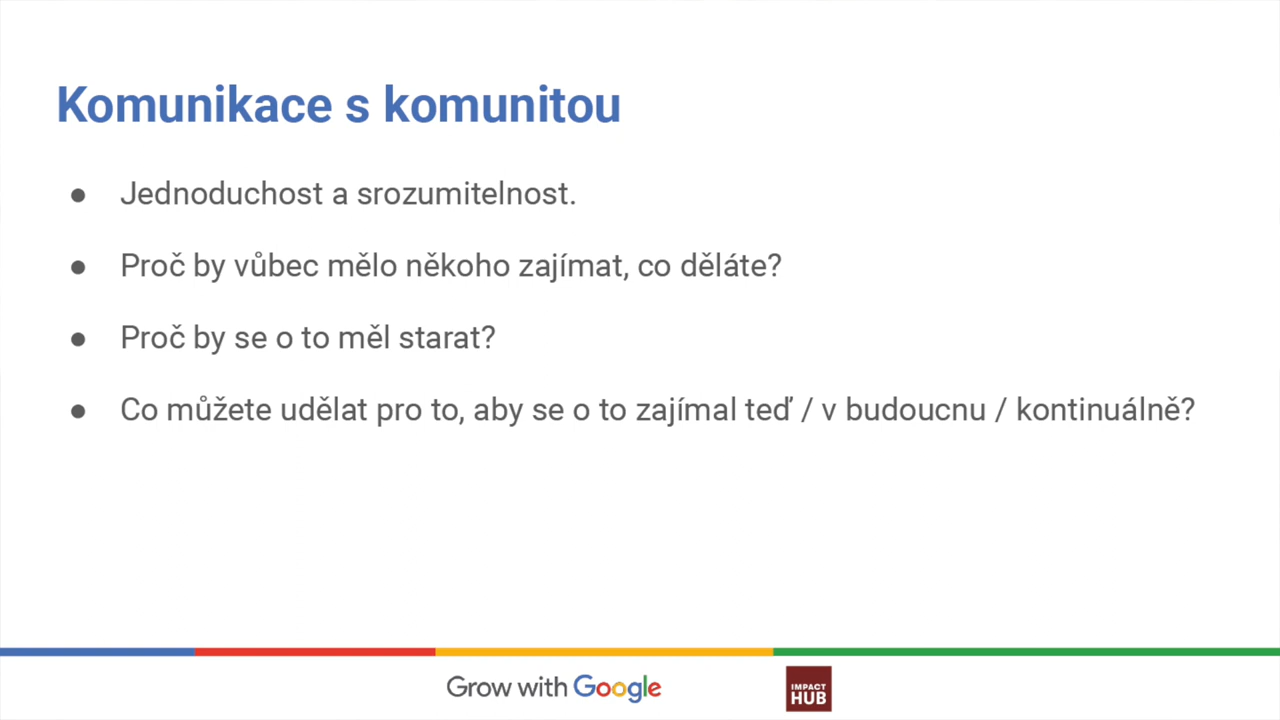 Komunikace s komunitou
● Jednoduchost a srozumitelnost.
● Proč by vůbec mělo někoho zajímat, co děláte?
● Proč by se o to měl starat?
● Co můžete udělat pro to, aby se o to zajímal teď / v budoucnu / kontinuálně?
Grow with Google
IMPACT
HUB